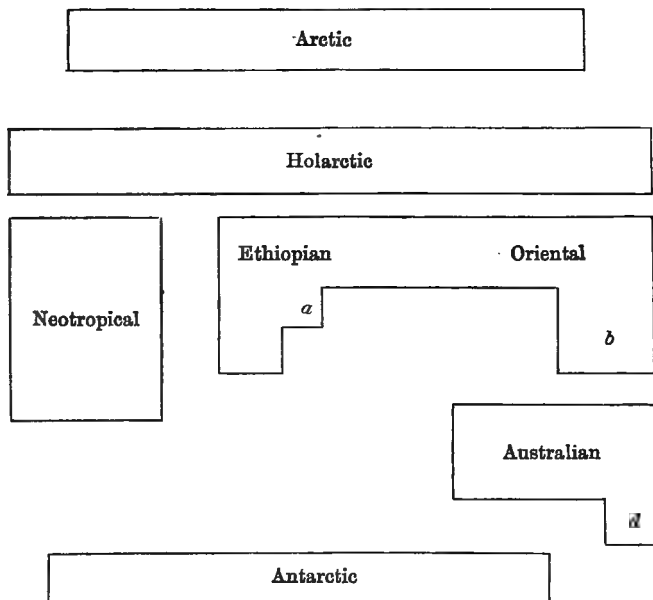 Arctic
Holarctic
Ethiopian Oriental
a
Neotropical
b
Australian
Antarctic